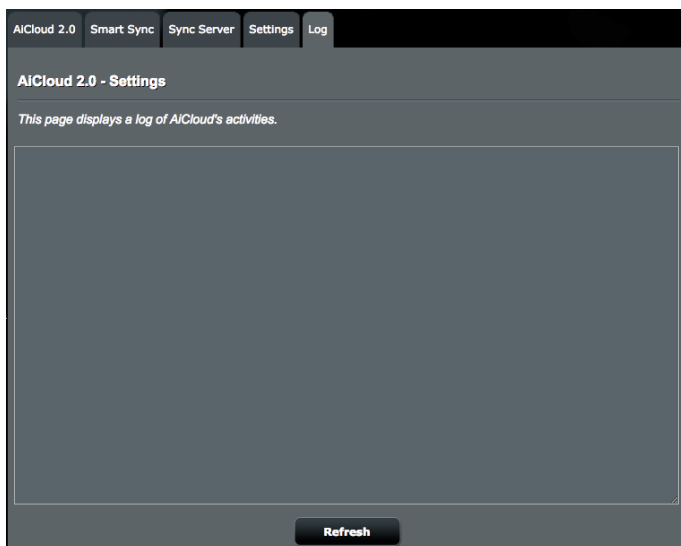 AiCloud 2.0 Smart Sync Sync Server Settings Log
AiCloud 2.0 - Settings
This page displays a log of AiCloud's activities.
Refresh